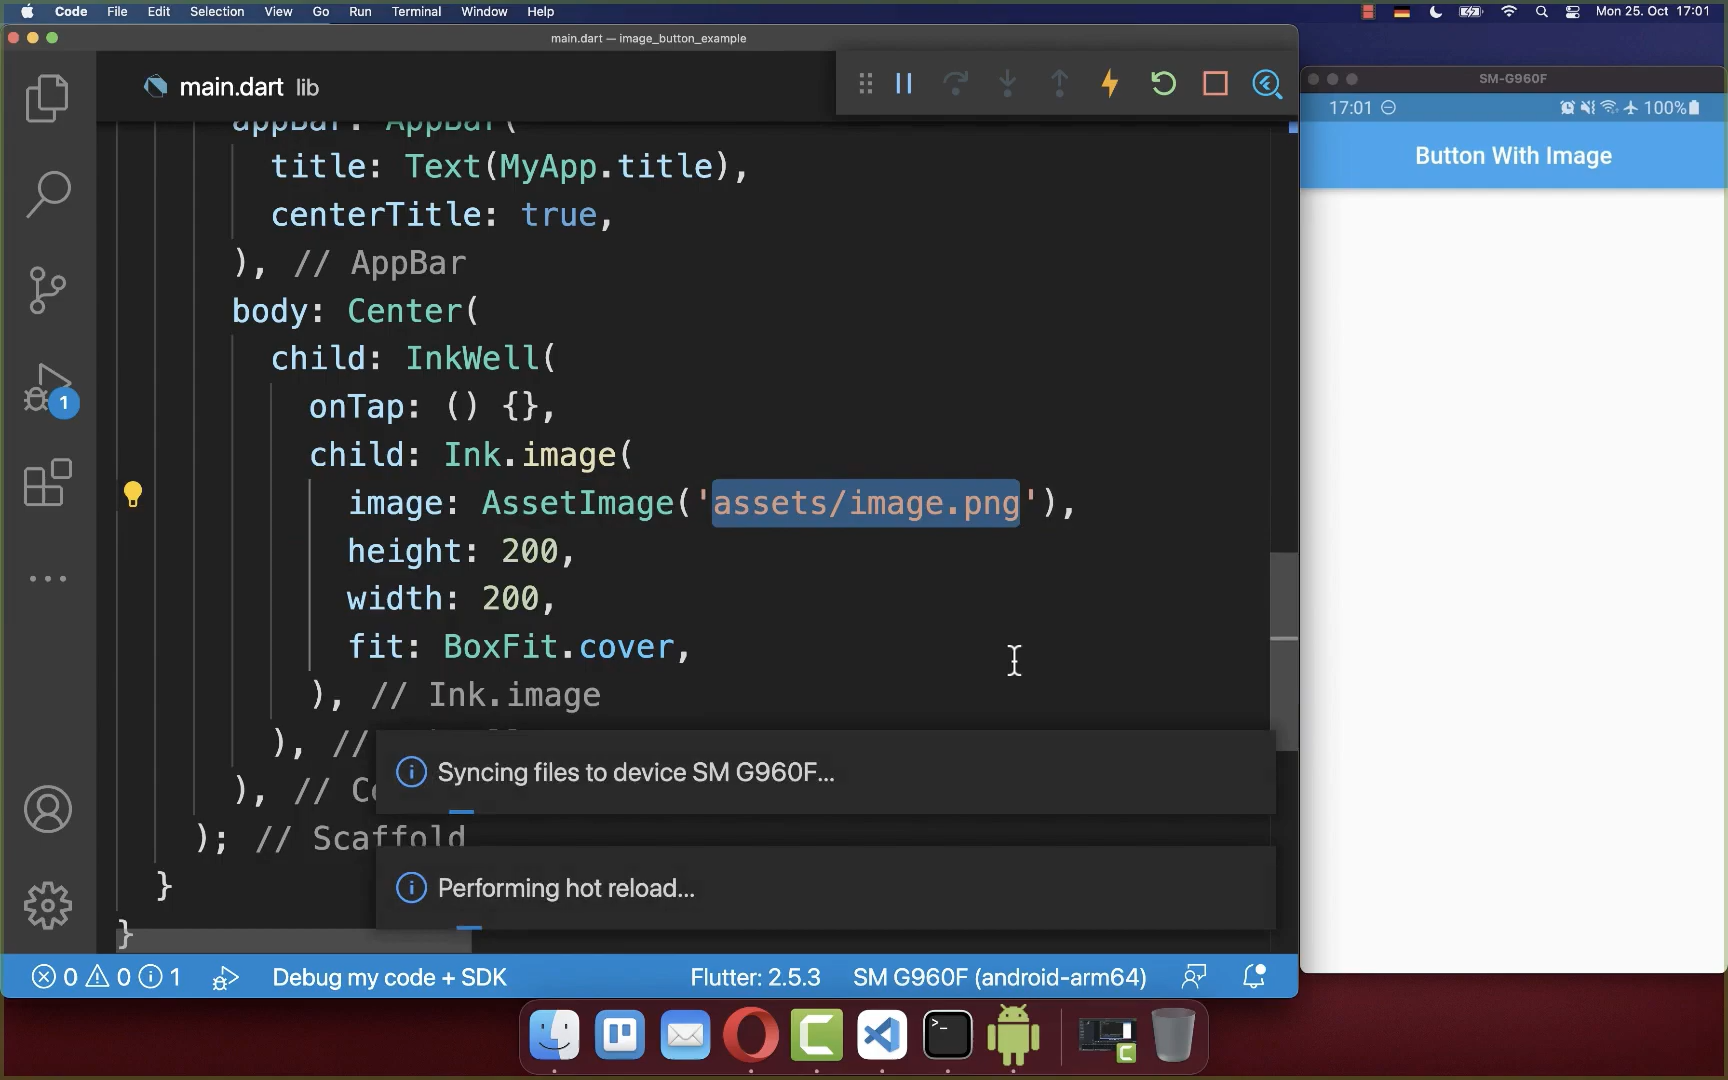 Code File Edit Selection View Go Run Terminal Window Help
Mon 25. Oct 17:01
main.dart — image_button_example
main.dart lib
appBar: AppBar(
title: Text(MyApp.title),
centerTitle: true,
), // AppBar
body: Center(
child: InkWell(
onTap: () {},
child: Ink.image(
image: AssetImage('assets/image.png'),
height: 200,
width: 200,
fit: BoxFit.cover,
), // Ink.image
), //
), // Ce
); // Scaffold
}
}
Syncing files to device SM G960F...
Performing hot reload...
1
0 0 1 Debug my code + SDK Flutter: 2.5.3 SM G960F (android-arm64)
SM-G960F
17:01 100%
Button With Image